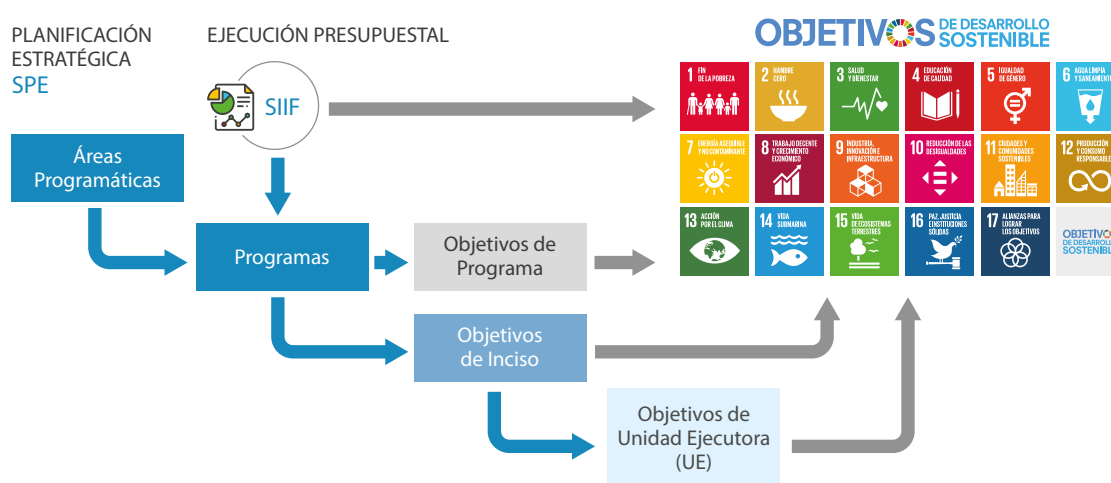 PLANIFICACIÓN
ESTRATÉGICA
SPE
EJECUCIÓN PRESUPUESTAL
SIIF
Áreas
Programáticas
Programas
Objetivos de
Programa
Objetivos
de Inciso
Objetivos de
Unidad Ejecutora
(UE)
OBJETIVOS DE DESARROLLO
SOSTENIBLE
1 FIN
DE LA POBREZA
2 HAMBRE
CERO
3 SALUD
Y BIENESTAR
4 EDUCACIÓN
DE CALIDAD
5 IGUALDAD
DE GÉNERO
6 AGUA LIMPIA
Y SANEAMIENTO
7 ENERGÍA ASEQUIBLE
Y NO CONTAMINANTE
8 TRABAJO DECENTE
Y CRECIMIENTO
ECONÓMICO
9 INDUSTRIA,
INNOVACIÓN E
INFRAESTRUCTURA
10 REDUCCIÓN DE LAS
DESIGUALDADES
11 CIUDADES Y
COMUNIDADES
SOSTENIBLES
12 PRODUCCIÓN
Y CONSUMO
RESPONSABLE
13 ACCIÓN
POR EL CLIMA
14 VIDA
SUBMARINA
15 VIDA
DE ECOSISTEMAS
TERRESTRES
16 PAZ, JUSTICIA
E INSTITUCIONES
SÓLIDAS
17 ALIANZAS PARA
LOGRAR
LOS OBJETIVOS